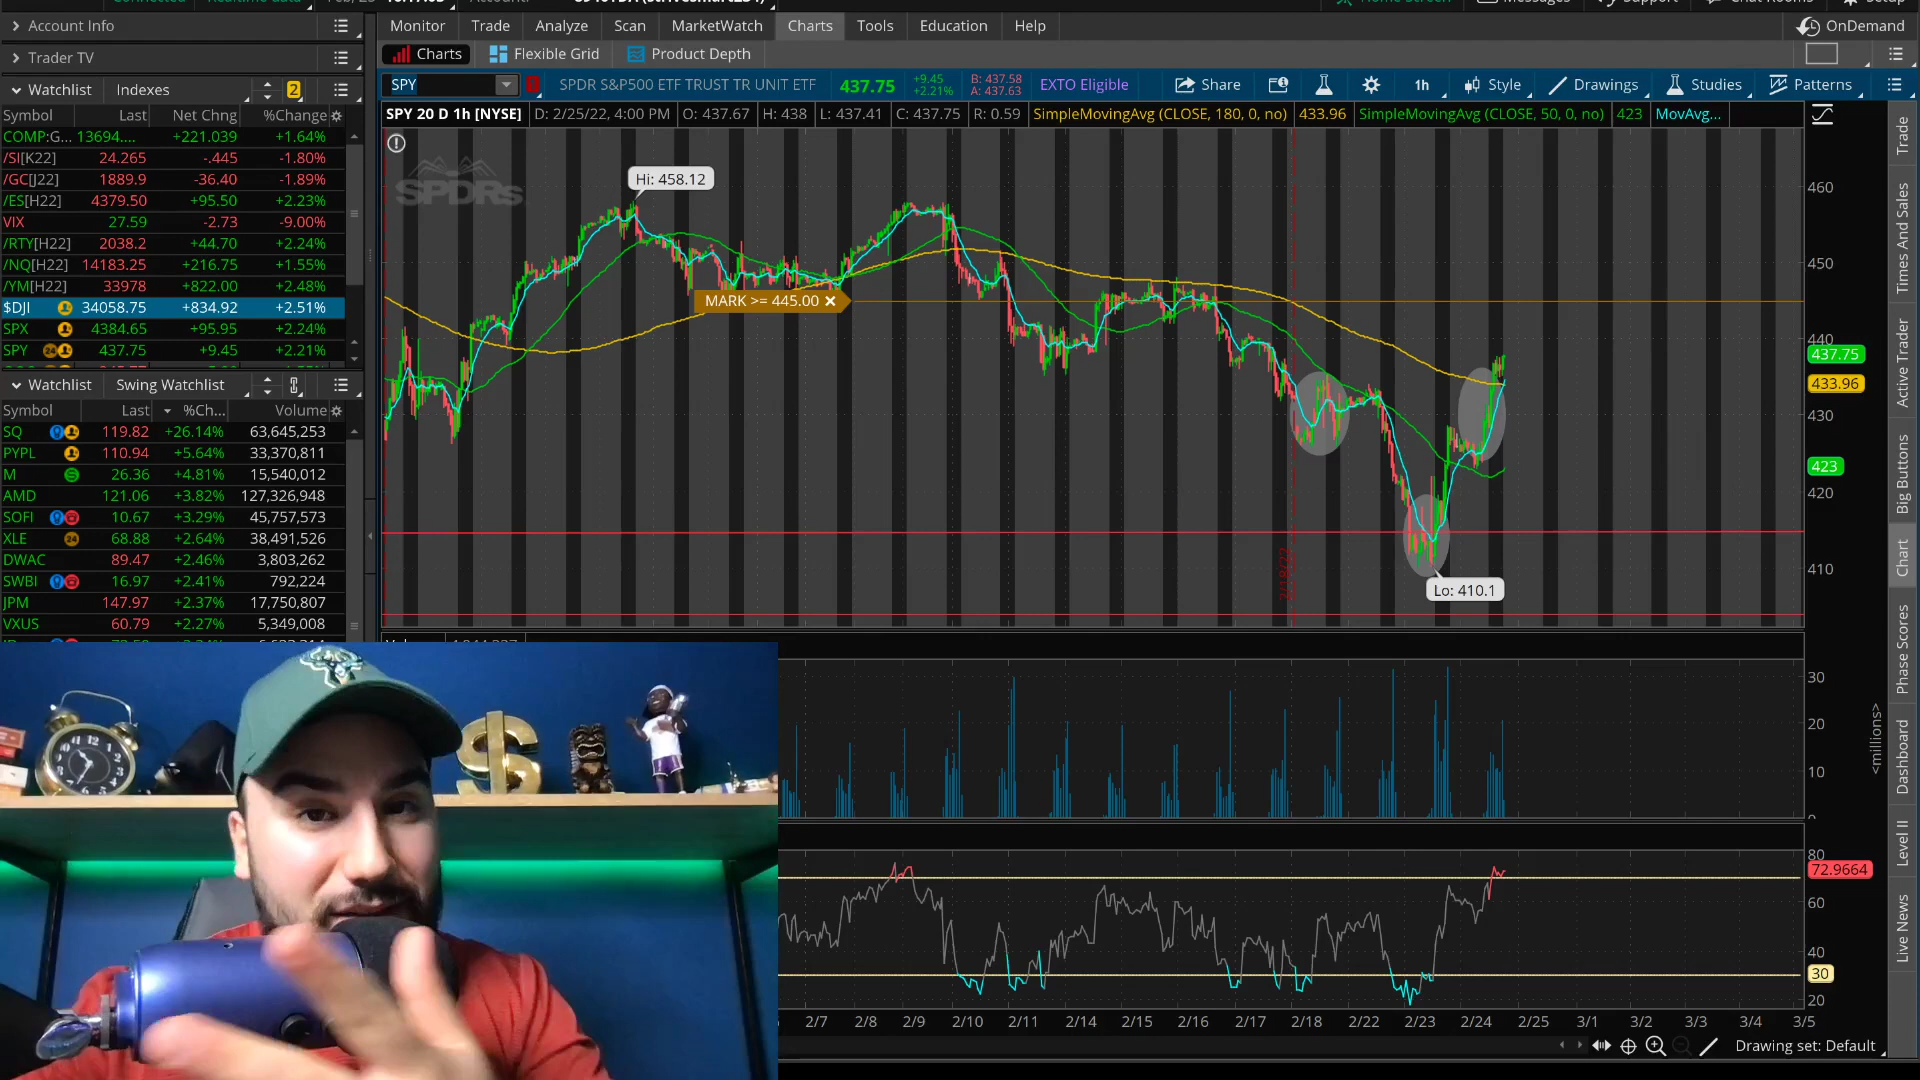 Connected Realtime data
Account Info
Trader TV
Watchlist Indexes 2
Symbol Last Net Chng %Change
COMP:G... 13694.... +221.039 +1.64%
/SI[K22] 24.265 -.445 -1.80%
/GC[J22] 1889.9 -36.40 -1.89%
/ES[H22] 4379.50 +95.50 +2.23%
VIX 27.59 -2.73 -9.00%
/RTY[H22] 2038.2 +44.70 +2.24%
/NQ[H22] 14183.25 +216.75 +1.55%
/YM[H22] 33978 +822.00 +2.48%
$DJI 34058.75 +834.92 +2.51%
SPX 4384.65 +95.95 +2.24%
SPY 24 437.75 +9.45 +2.21%
Watchlist Swing Watchlist
Symbol Last %Ch... Volume
SQ 119.82 +26.14% 63,645,253
PYPL 110.94 +5.64% 33,370,811
M 26.36 +4.81% 15,540,012
AMD 121.06 +3.82% 127,326,948
SOFI 10.67 +3.29% 45,757,573
XLE 24 68.88 +2.64% 38,491,526
DWAC 89.47 +2.46% 3,803,262
SWBI 16.97 +2.41% 792,224
JPM 147.97 +2.37% 17,750,807
VXUS 60.79 +2.27% 5,349,008
Home Screen Messages Support Chat Rooms Setup
Monitor Trade Analyze Scan MarketWatch Charts Tools Education Help OnDemand
Charts Flexible Grid Product Depth
SPY SPDR S&P500 ETF TRUST TR UNIT ETF 437.75 +9.45 +2.21% B: 437.58 A: 437.63 EXTO Eligible Share 1h Style Drawings Studies Patterns
SPY 20 D 1h [NYSE] D: 2/25/22, 4:00 PM O: 437.67 H: 438 L: 437.41 C: 437.75 R: 0.59 SimpleMovingAvg (CLOSE, 180, 0, no) 433.96 SimpleMovingAvg (CLOSE, 50, 0, no) 423 MovAvg...
SPDRs
Hi: 458.12
MARK >= 445.00
Lo: 410.1
460
450
440
437.75
433.96
430
423
420
410
30
20
10
0
<millions>
80
72.9664
60
40
30
20
2/7 2/8 2/9 2/10 2/11 2/14 2/15 2/16 2/17 2/18 2/22 2/23 2/24 2/25 3/1 3/2 3/3 3/4 3/5
Drawing set: Default
Trade
Times And Sales
Active Trader
Big Buttons
Chart
Phase Scores
Dashboard
Level II
Live News